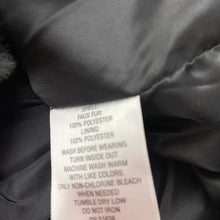 SHELL:
FAUX FUR:
100% POLYESTER
LINING:
100% POLYESTER
WASH BEFORE WEARING
TURN INSIDE OUT
MACHINE WASH WARM
WITH LIKE COLORS
ONLY NON-CHLORINE BLEACH
WHEN NEEDED
TUMBLE DRY LOW
DO NOT IRON